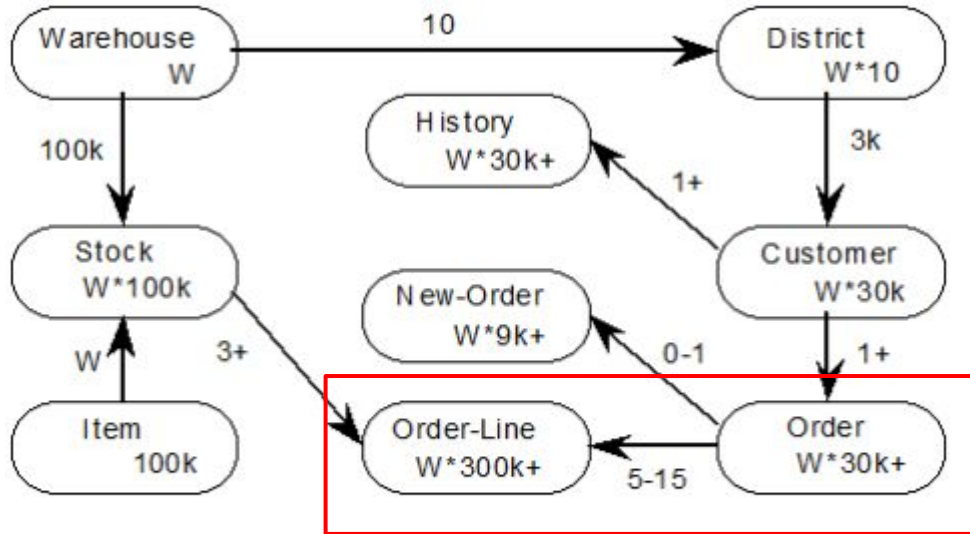 Warehouse
W
10
District
W*10
History
W*30k+
100k
3k
1+
Stock
W*100k
Customer
W*30k
New-Order
W*9k+
W
3+
0-1
1+
Item
100k
Order-Line
W*300k+
5-15
Order
W*30k+